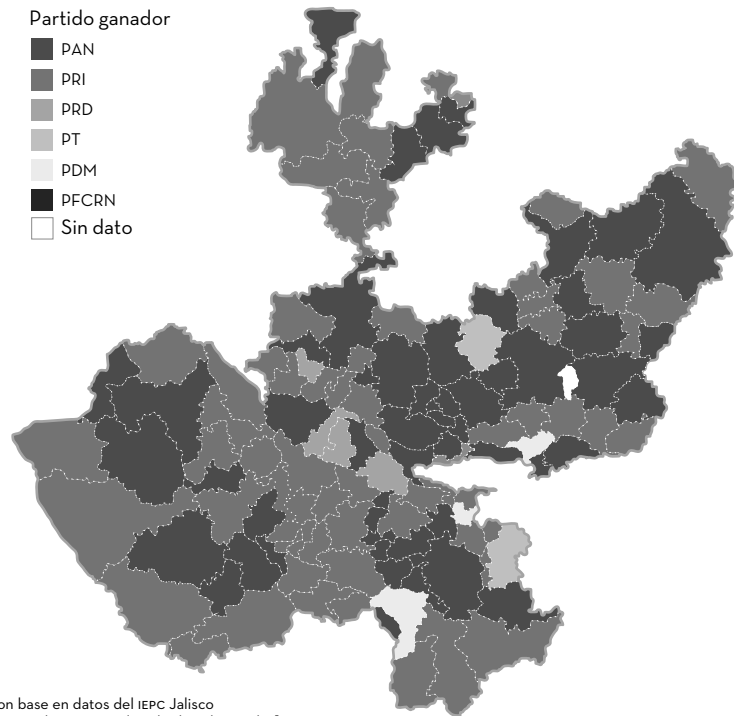 Partido ganador
PAN
PRI
PRD
PT
PDM
PFCRN
Sin dato
on base en datos del IEPC Jalisco